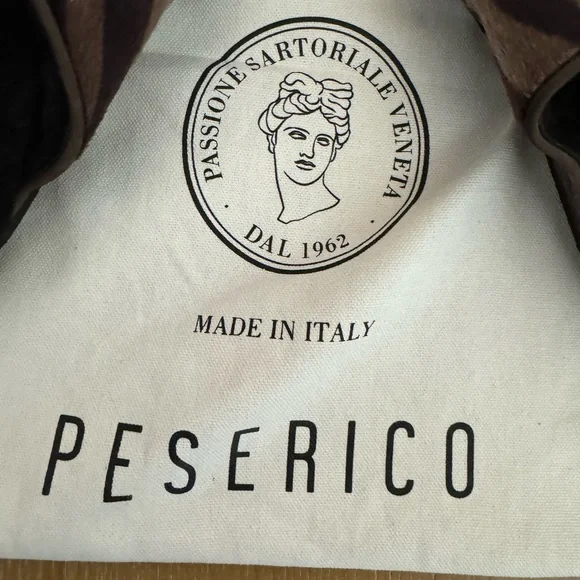 PASSIONE SARTORIALE VENETA
· DAL 1962 ·
MADE IN ITALY
PESERICO